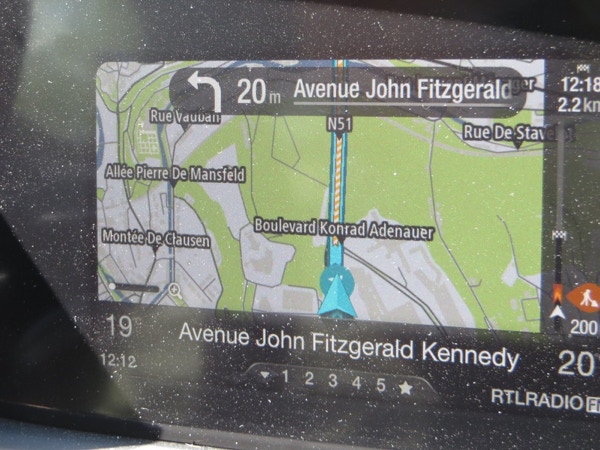 20 m Avenue John Fitzgerald
12:18
2.2 km
Rue Vauban
N51
Rue De Stav
Allée Pierre De Mansfeld
Boulevard Konrad Adenauer
Montée De Clausen
200
19
Avenue John Fitzgerald Kennedy
20°
12:12
1 2 3 4 5
RTLRADIO